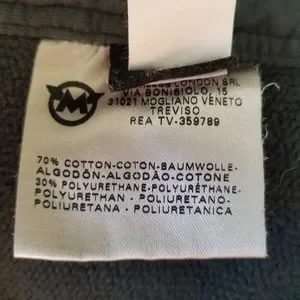 M
LONDON SRL
VIA BONISIOLO, 15
31021 MOGLIANO VENETO
TREVISO
REA TV-359789
70% COTTON-COTON-BAUMWOLLE-
ALGODÓN-ALGODÃO-COTONE
30% POLYURETHANE-POLYURÉTHANE-
POLYURETHAN - POLIURETANO-
POLIURETANA - POLIURETANICA